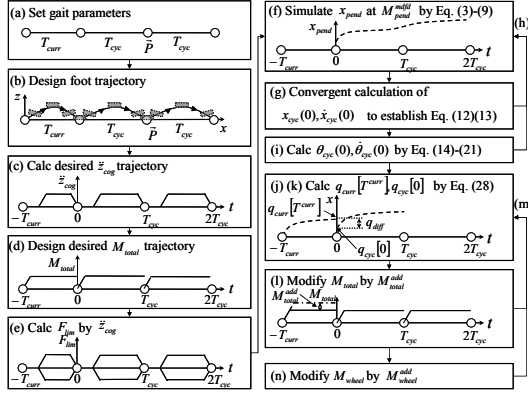 (a) Set gait parameters
T_curr T_cyc P⃗ T_cyc
(b) Design foot trajectory
z
T_curr T_cyc P⃗ T_cyc x
(c) Calc desired z̈_cog trajectory
z̈_cog
−T_curr 0 T_cyc 2T_cyc t
(d) Design desired M_total trajectory
M_total
−T_curr 0 T_cyc 2T_cyc t
(e) Calc F_lim by z̈_cog
F_lim
−T_curr 0 T_cyc 2T_cyc t
(f) Simulate x_pend at M_pend^mdfd by Eq. (3)-(9)
x_pend
−T_curr 0 T_cyc 2T_cyc t
(h)
(g) Convergent calculation of
x_cyc(0), ẋ_cyc(0) to establish Eq. (12)(13)
(i) Calc θ_cyc(0), θ̇_cyc(0) by Eq. (14)-(21)
(j) (k) Calc q_curr[T^curr], q_cyc[0] by Eq. (28)
q_curr[T^curr] x
q_diff
q_cyc[0]
−T_curr 0 T_cyc 2T_cyc t
(m
(l) Modify M_total by M_total^add
M_total^add M_total
−T_curr 0 T_cyc 2T_cyc t
(n) Modify M_wheel by M_wheel^add